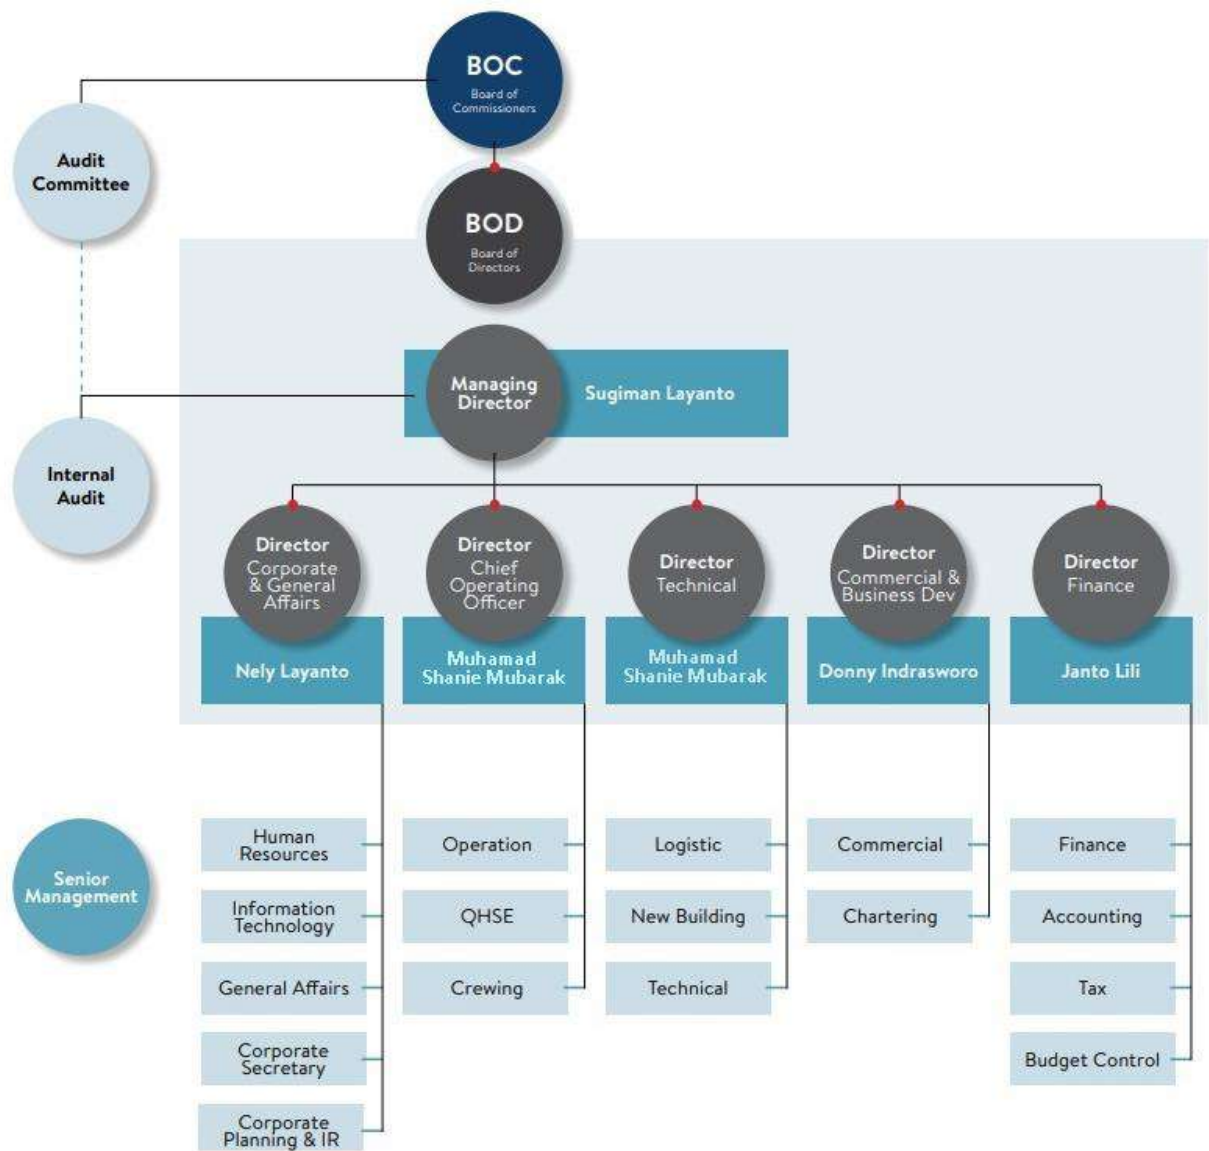 BOC
Board of
Commissioners
Audit
Committee
BOD
Board of
Directors
Managing
Director
Sugiman Layanto
Internal
Audit
Director
Corporate
& General
Affairs
Nely Layanto
Director
Chief
Operating
Officer
Muhamad
Shanie Mubarak
Director
Technical
Muhamad
Shanie Mubarak
Director
Commercial &
Business Dev
Donny Indrasworo
Director
Finance
Janto Lili
Senior
Management
Human
Resources
Information
Technology
General Affairs
Corporate
Secretary
Corporate
Planning & IR
Operation
QHSE
Crewing
Logistic
New Building
Technical
Commercial
Chartering
Finance
Accounting
Tax
Budget Control